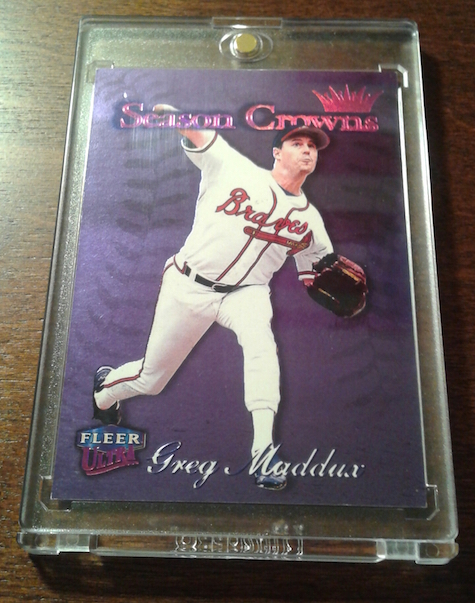 Season Crowns
Braves
FLEER
ULTRA
Greg Maddux